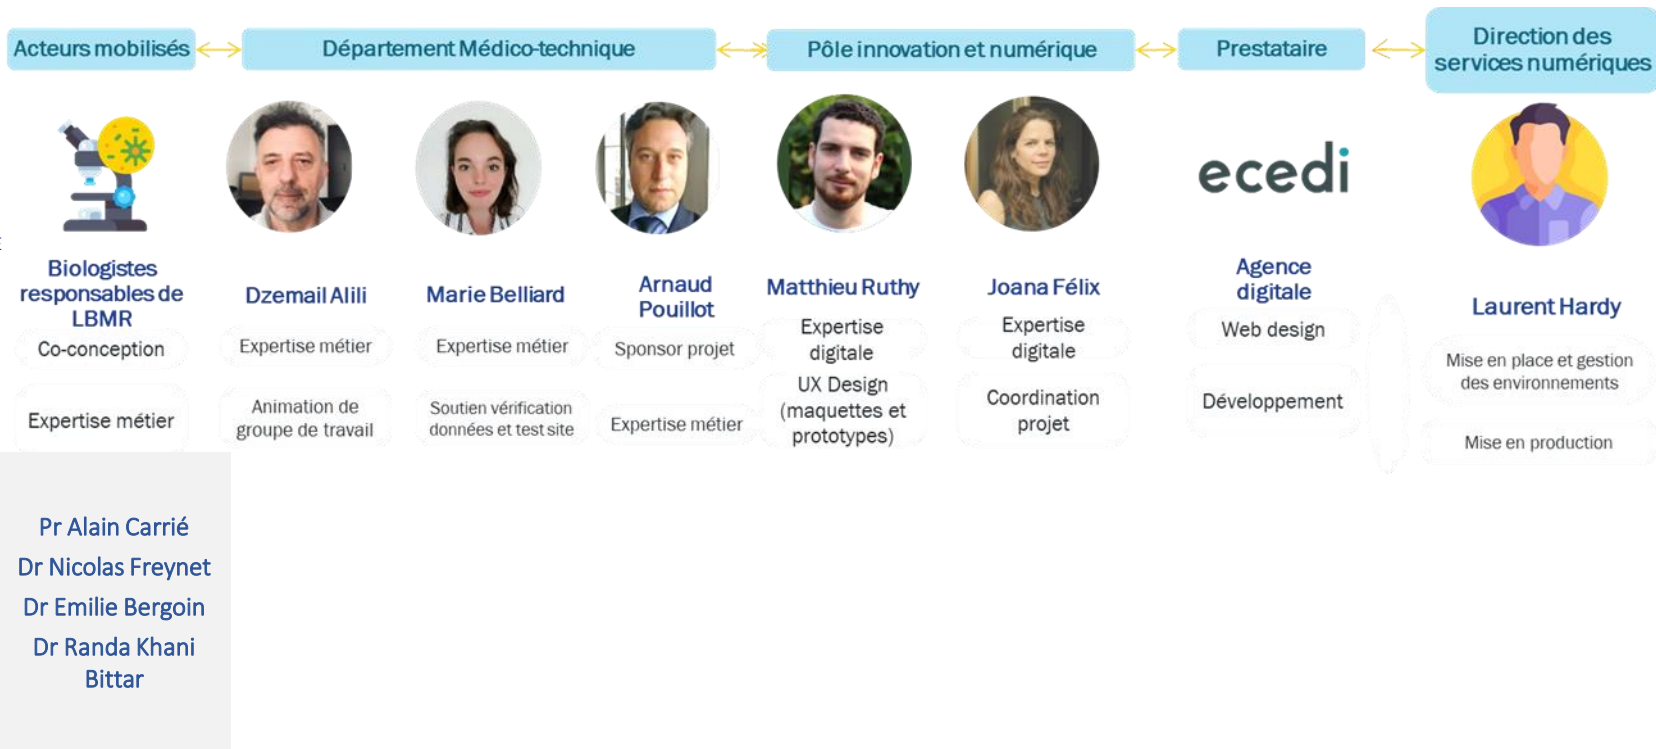 Acteurs mobilisés
Département Médico-technique
Pôle innovation et numérique
Prestataire
Direction des
services numériques
ecedi
Biologistes
responsables de
LBMR
Co-conception
Expertise métier
Dzemail Alili
Expertise métier
Animation de
groupe de travail
Marie Belliard
Expertise métier
Soutien vérification
données et test site
Arnaud
Pouillot
Sponsor projet
Expertise métier
Matthieu Ruthy
Expertise
digitale
UX Design
(maquettes et
prototypes)
Joana Félix
Expertise
digitale
Coordination
projet
Agence
digitale
Web design
Développement
Laurent Hardy
Mise en place et gestion
des environnements
Mise en production
Pr Alain Carrié
Dr Nicolas Freynet
Dr Emilie Bergoin
Dr Randa Khani
Bittar